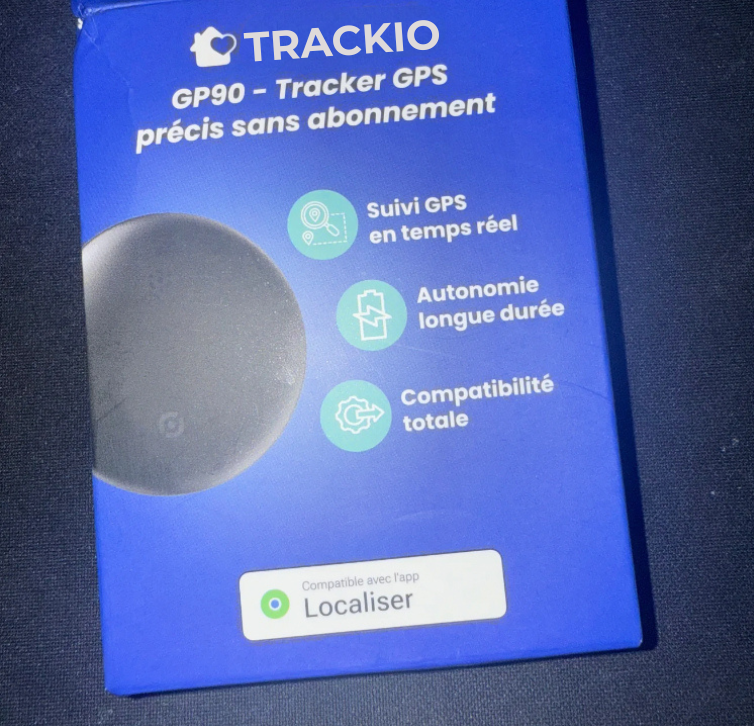 TRACKIO
GP90 - Tracker GPS
précis sans abonnement
Suivi GPS
en temps réel
Autonomie
longue durée
Compatibilité
totale
Compatible avec l'app
Localiser